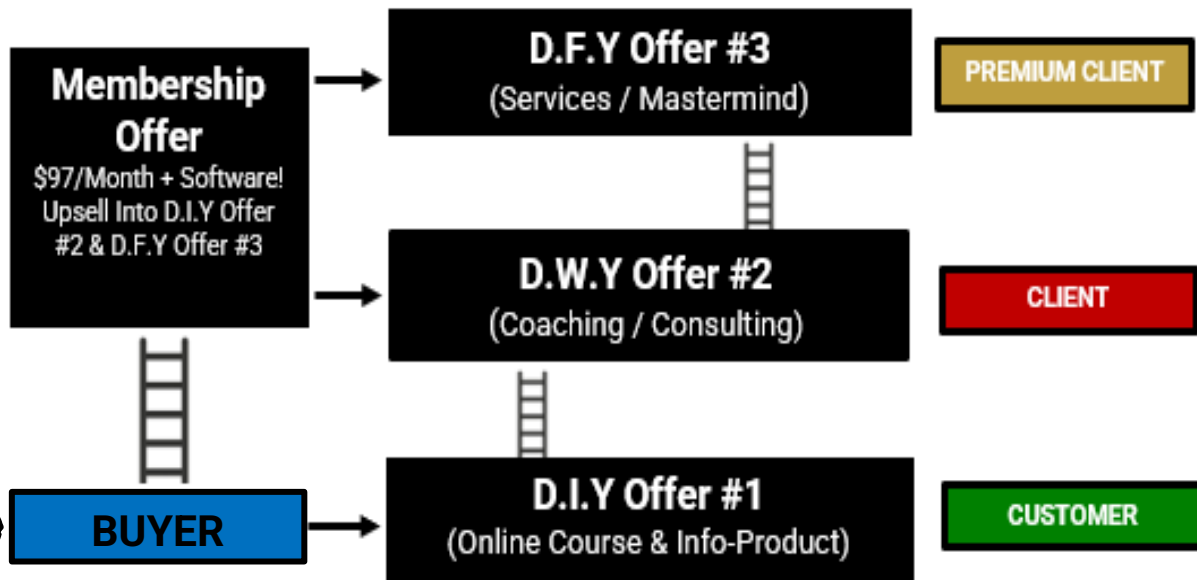 Membership
Offer
$97/Month + Software!
Upsell Into D.I.Y Offer
#2 & D.F.Y Offer #3
D.F.Y Offer #3
(Services / Mastermind)
PREMIUM CLIENT
D.W.Y Offer #2
(Coaching / Consulting)
CLIENT
BUYER
D.I.Y Offer #1
(Online Course & Info-Product)
CUSTOMER